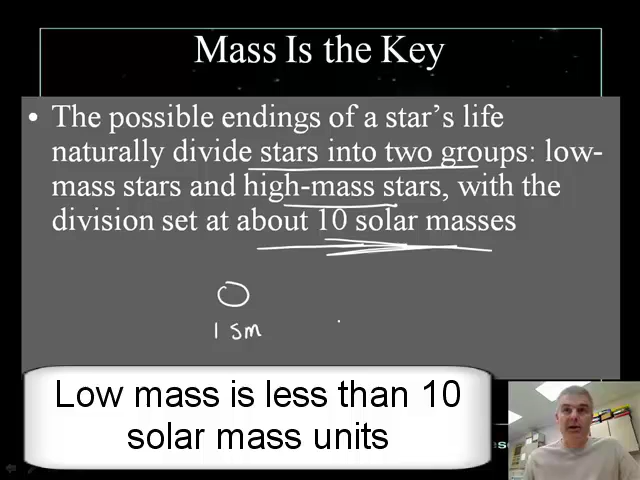 Mass Is the Key
• The possible endings of a star's life
naturally divide stars into two groups: low-
mass stars and high-mass stars, with the
division set at about 10 solar masses
1 sm
Low mass is less than 10
solar mass units